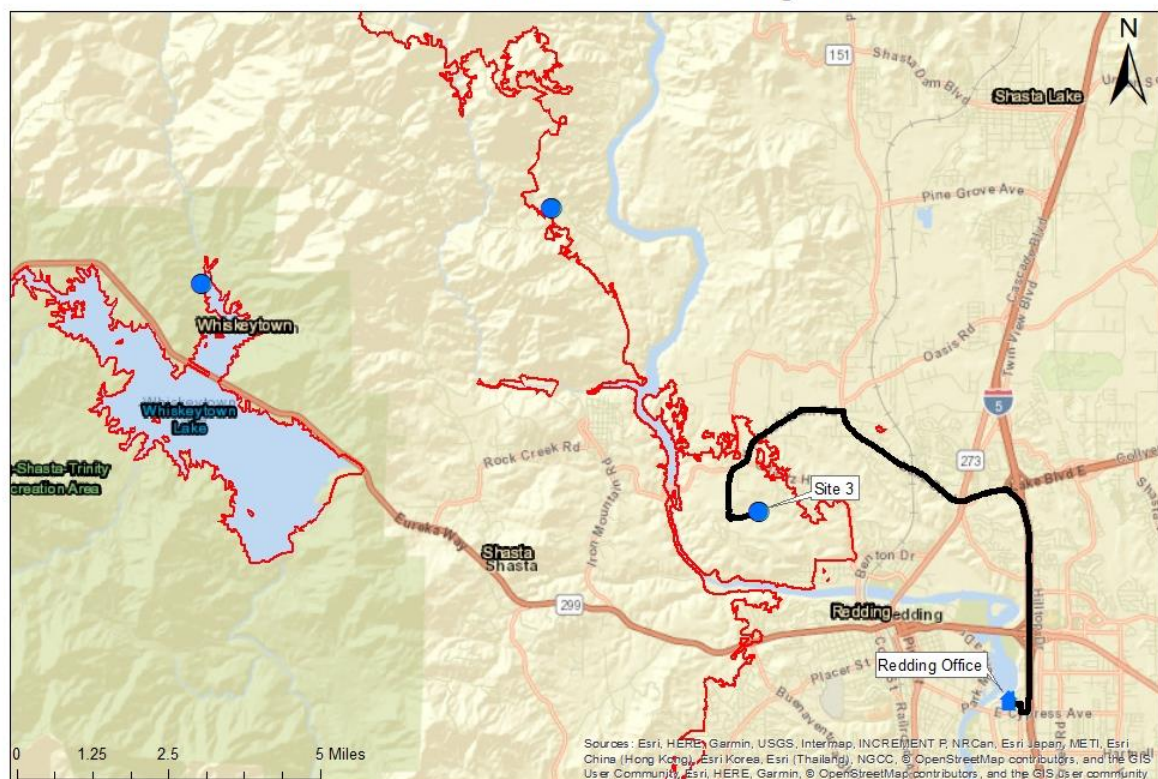 N
151
Shasta Dam Blvd
Shasta Lake
Pine Grove Ave
Cascade Blvd
Twin View Blvd
Oasis Rd
5
273
Whiskeytown
Whiskeytown
Whiskeytown
Lake
-Shasta-Trinity
creation Area
Rock Creek Rd
Iron Mountain Rd
Site 3
Lake Blvd E
Eureka Way
Shasta
Shasta
299
Benton Dr
Redding
edding
Hilltop Dr
Redding Office
Placer St
E Cypress Ave
0 1.25 2.5 5 Miles
Sources: Esri, HERE, Garmin, USGS, Intermap, INCREMENT P, NRCan, Esri Japan, METI, Esri
China (Hong Kong), Esri Korea, Esri (Thailand), NGCC, © OpenStreetMap contributors, and the GIS
User Community, Esri, HERE, Garmin, © OpenStreetMap contributors, and the GIS user community